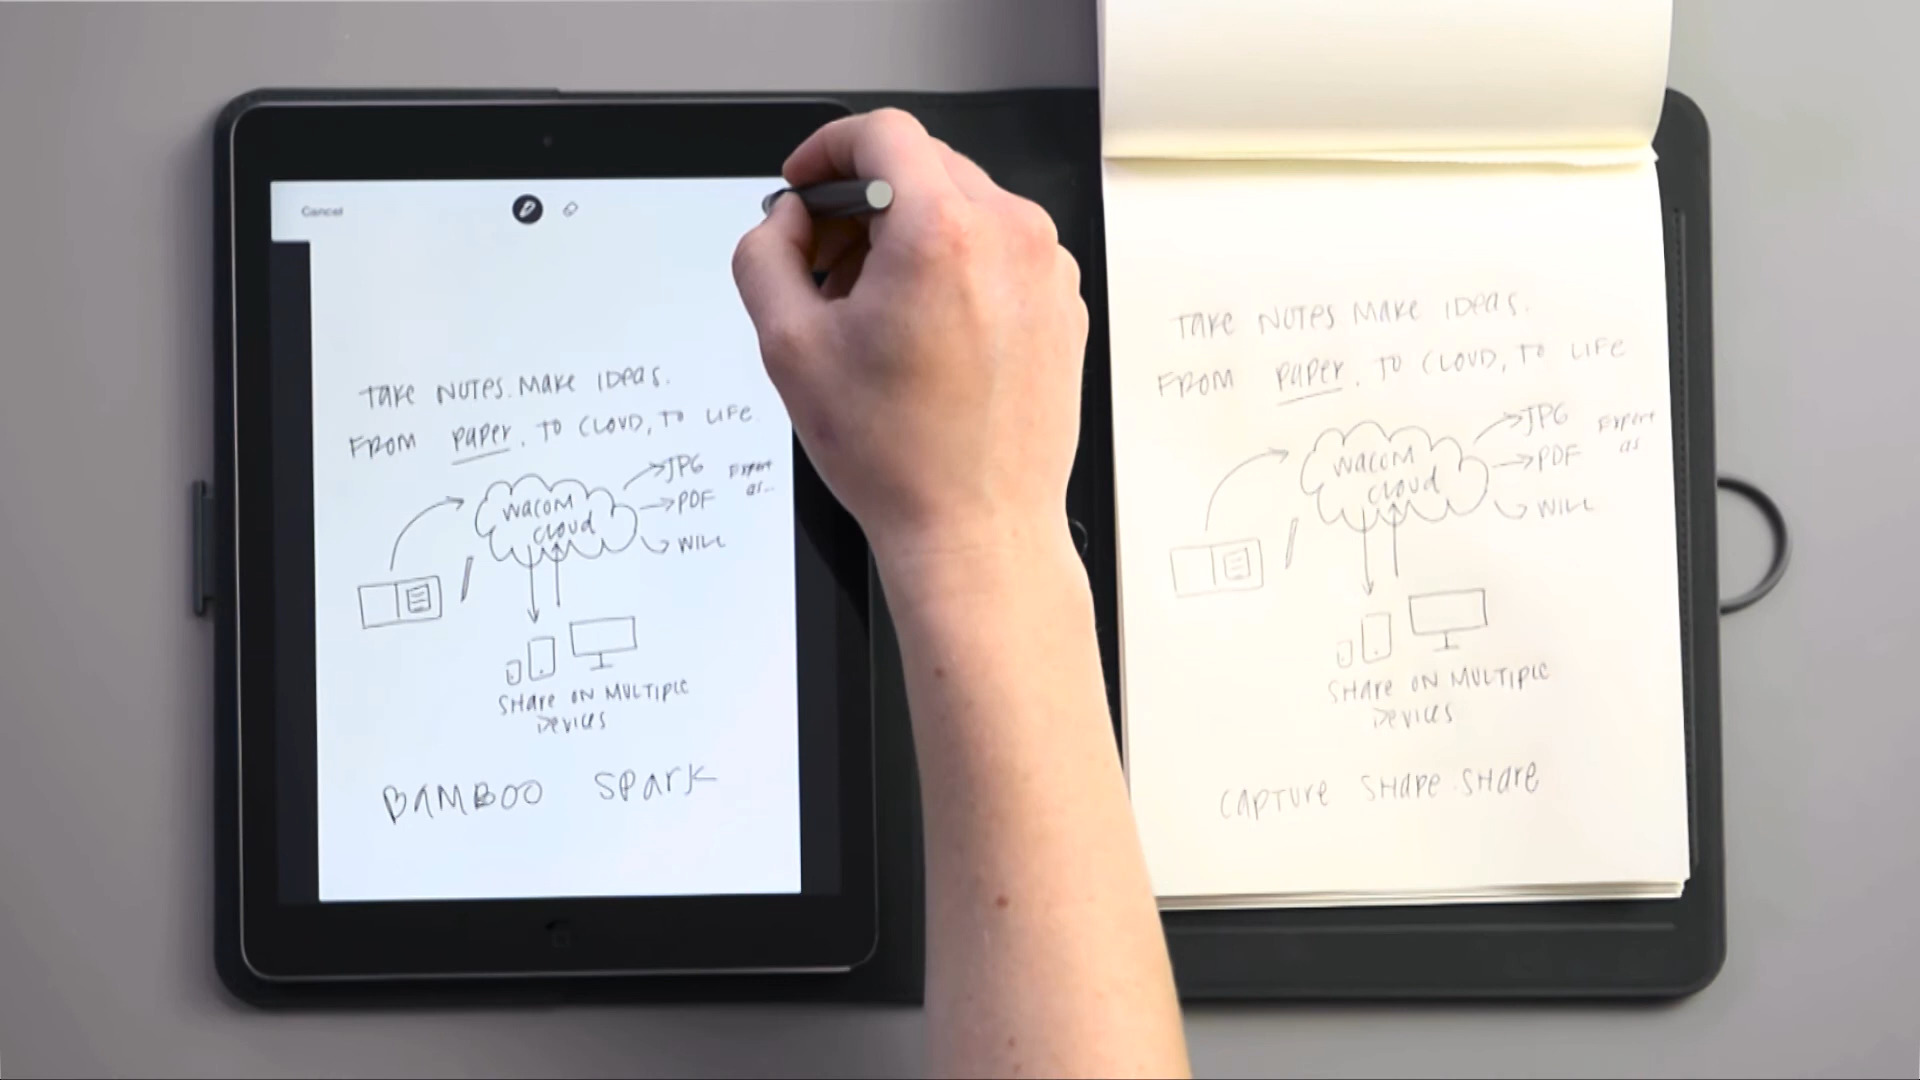 Cancel
TAKE NOTES. MAKE IDEAS.
FROM PAPER, TO CLOUD, TO LIFE.
WACOM
CLOUD
JPG
PDF
WILL
Export
as...
SHARE ON MULTIPLE
DEVICES
BAMBOO SPARK
TAKE NOTES MAKE IDEAS.
FROM PAPER, TO CLOUD, TO LIFE
WACOM
CLOUD
JPG
PDF
WILL
Export
as
SHARE ON MULTIPLE
DEVICES
CAPTURE SHAPE. SHARE